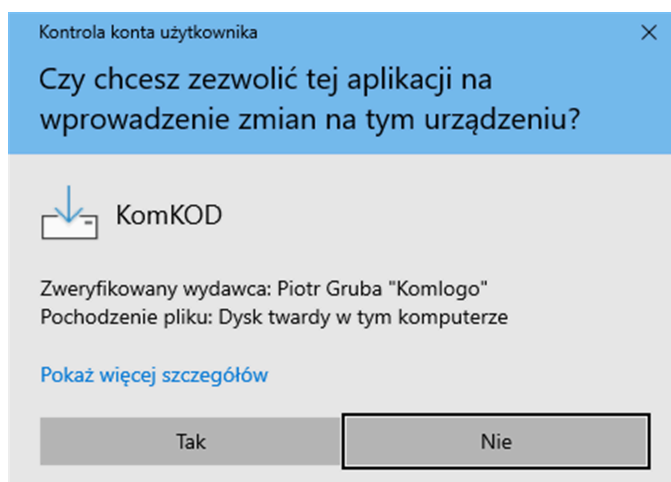 Kontrola konta użytkownika
Czy chcesz zezwolić tej aplikacji na
wprowadzenie zmian na tym urządzeniu?
KomKOD
Zweryfikowany wydawca: Piotr Gruba "Komlogo"
Pochodzenie pliku: Dysk twardy w tym komputerze
Pokaż więcej szczegółów
Tak
Nie